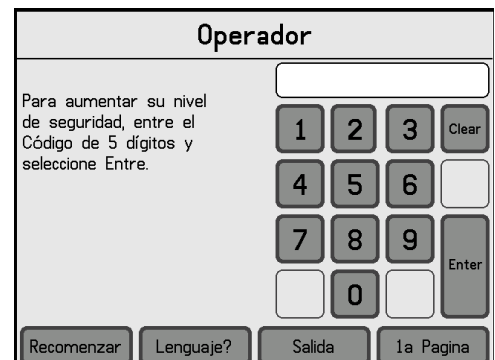 Operador
Para aumentar su nivel
de seguridad, entre el
Código de 5 dígitos y
seleccione Entre.
1 2 3 Clear
4 5 6
7 8 9
Enter
0
Recomenzar Lenguaje? Salida 1a Pagina